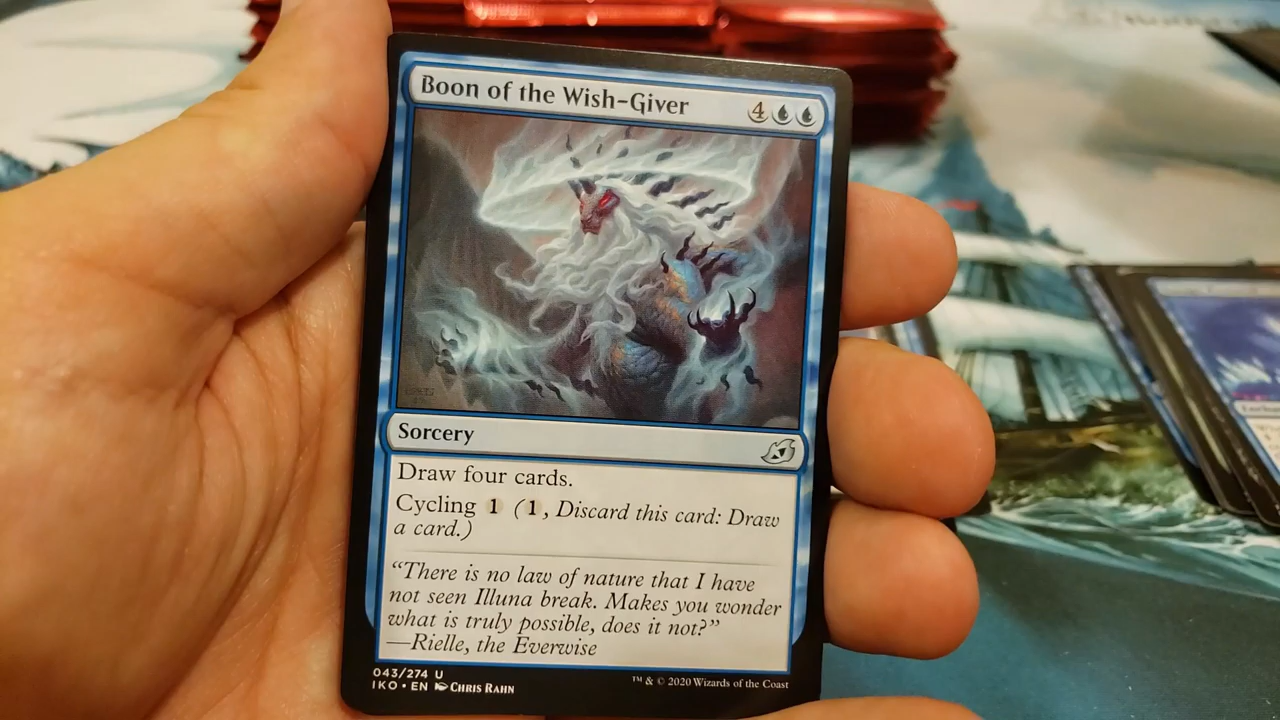 Boon of the Wish-Giver 4
Sorcery
Draw four cards.
Cycling 1 (1, Discard this card: Draw
a card.)
“There is no law of nature that I have
not seen Illuna break. Makes you wonder
what is truly possible, does it not?”
—Rielle, the Everwise
043/274 U
IKO • EN Chris Rahn
™ & © 2020 Wizards of the Coast